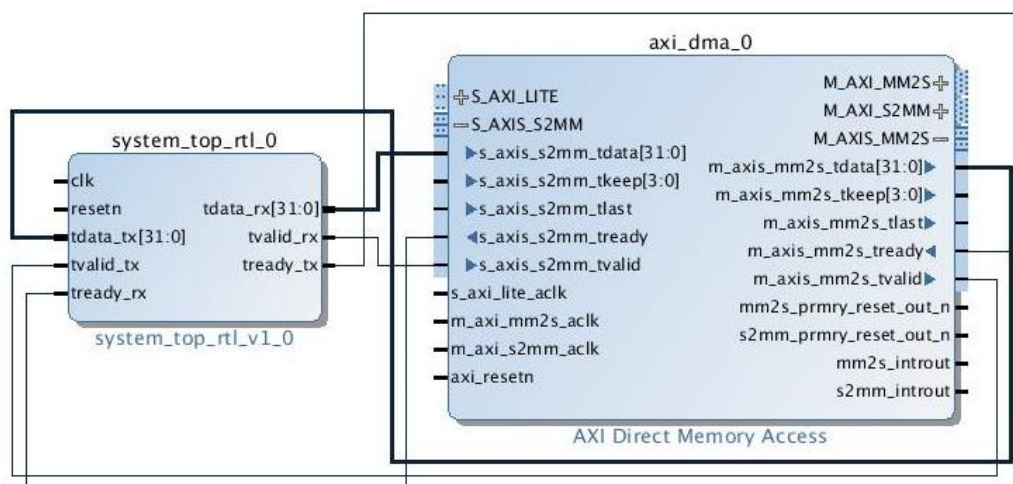 axi_dma_0
S_AXI_LITE
S_AXIS_S2MM
s_axis_s2mm_tdata[31:0]
s_axis_s2mm_tkeep[3:0]
s_axis_s2mm_tlast
s_axis_s2mm_tready
s_axis_s2mm_tvalid
s_axi_lite_aclk
m_axi_mm2s_aclk
m_axi_s2mm_aclk
axi_resetn
M_AXI_MM2S
M_AXI_S2MM
M_AXIS_MM2S
m_axis_mm2s_tdata[31:0]
m_axis_mm2s_tkeep[3:0]
m_axis_mm2s_tlast
m_axis_mm2s_tready
m_axis_mm2s_tvalid
mm2s_prmry_reset_out_n
s2mm_prmry_reset_out_n
mm2s_introut
s2mm_introut
AXI Direct Memory Access
system_top_rtl_0
clk
resetn
tdata_tx[31:0]
tvalid_tx
tready_rx
tdata_rx[31:0]
tvalid_rx
tready_tx
system_top_rtl_v1_0